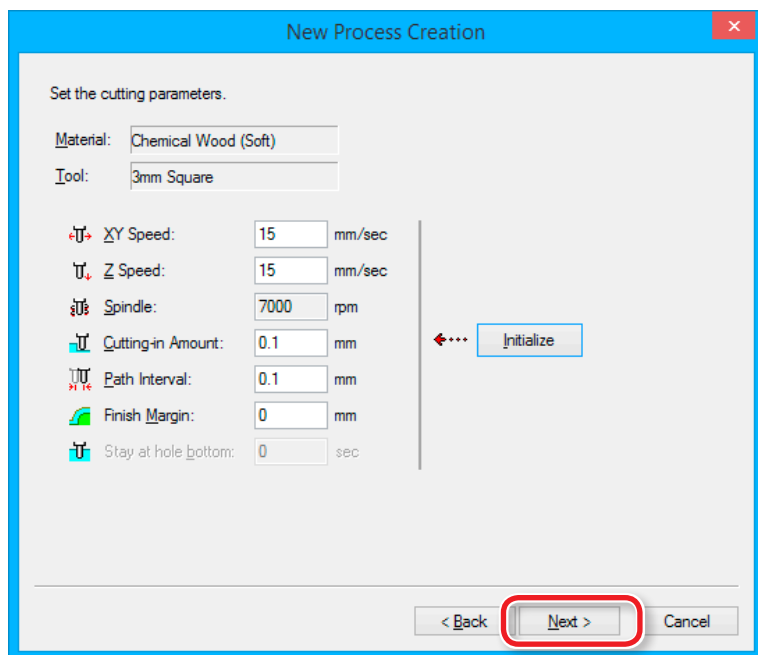 New Process Creation
Set the cutting parameters.
Material: Chemical Wood (Soft)
Tool: 3mm Square
XY Speed: 15 mm/sec
Z Speed: 15 mm/sec
Spindle: 7000 rpm
Cutting-in Amount: 0.1 mm
Initialize
Path Interval: 0.1 mm
Finish Margin: 0 mm
Stay at hole bottom: 0 sec
< Back Next > Cancel